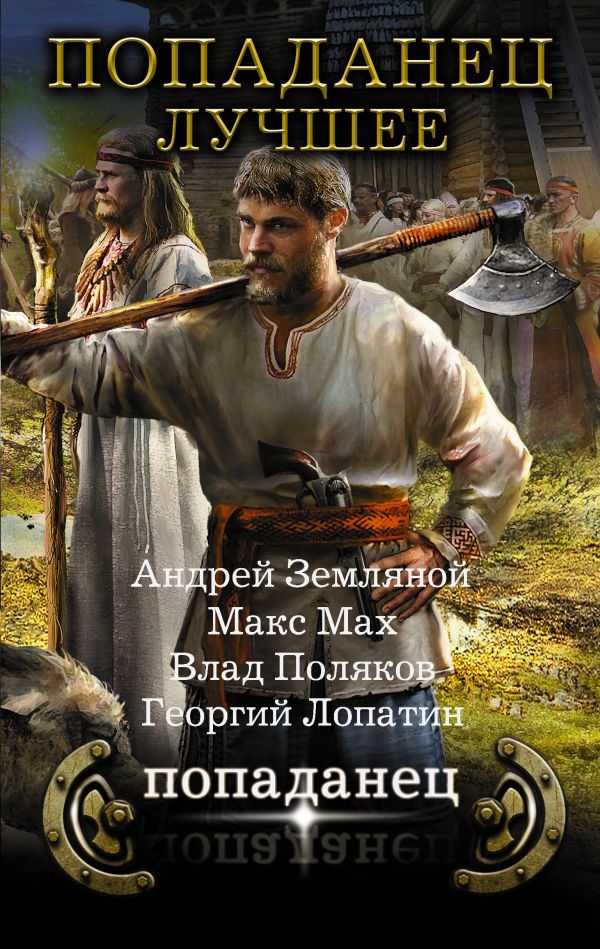 ПОПАДАНЕЦ
ЛУЧШЕЕ
Андрей Земляной
Макс Мах
Влад Поляков
Георгий Лопатин
попаданец